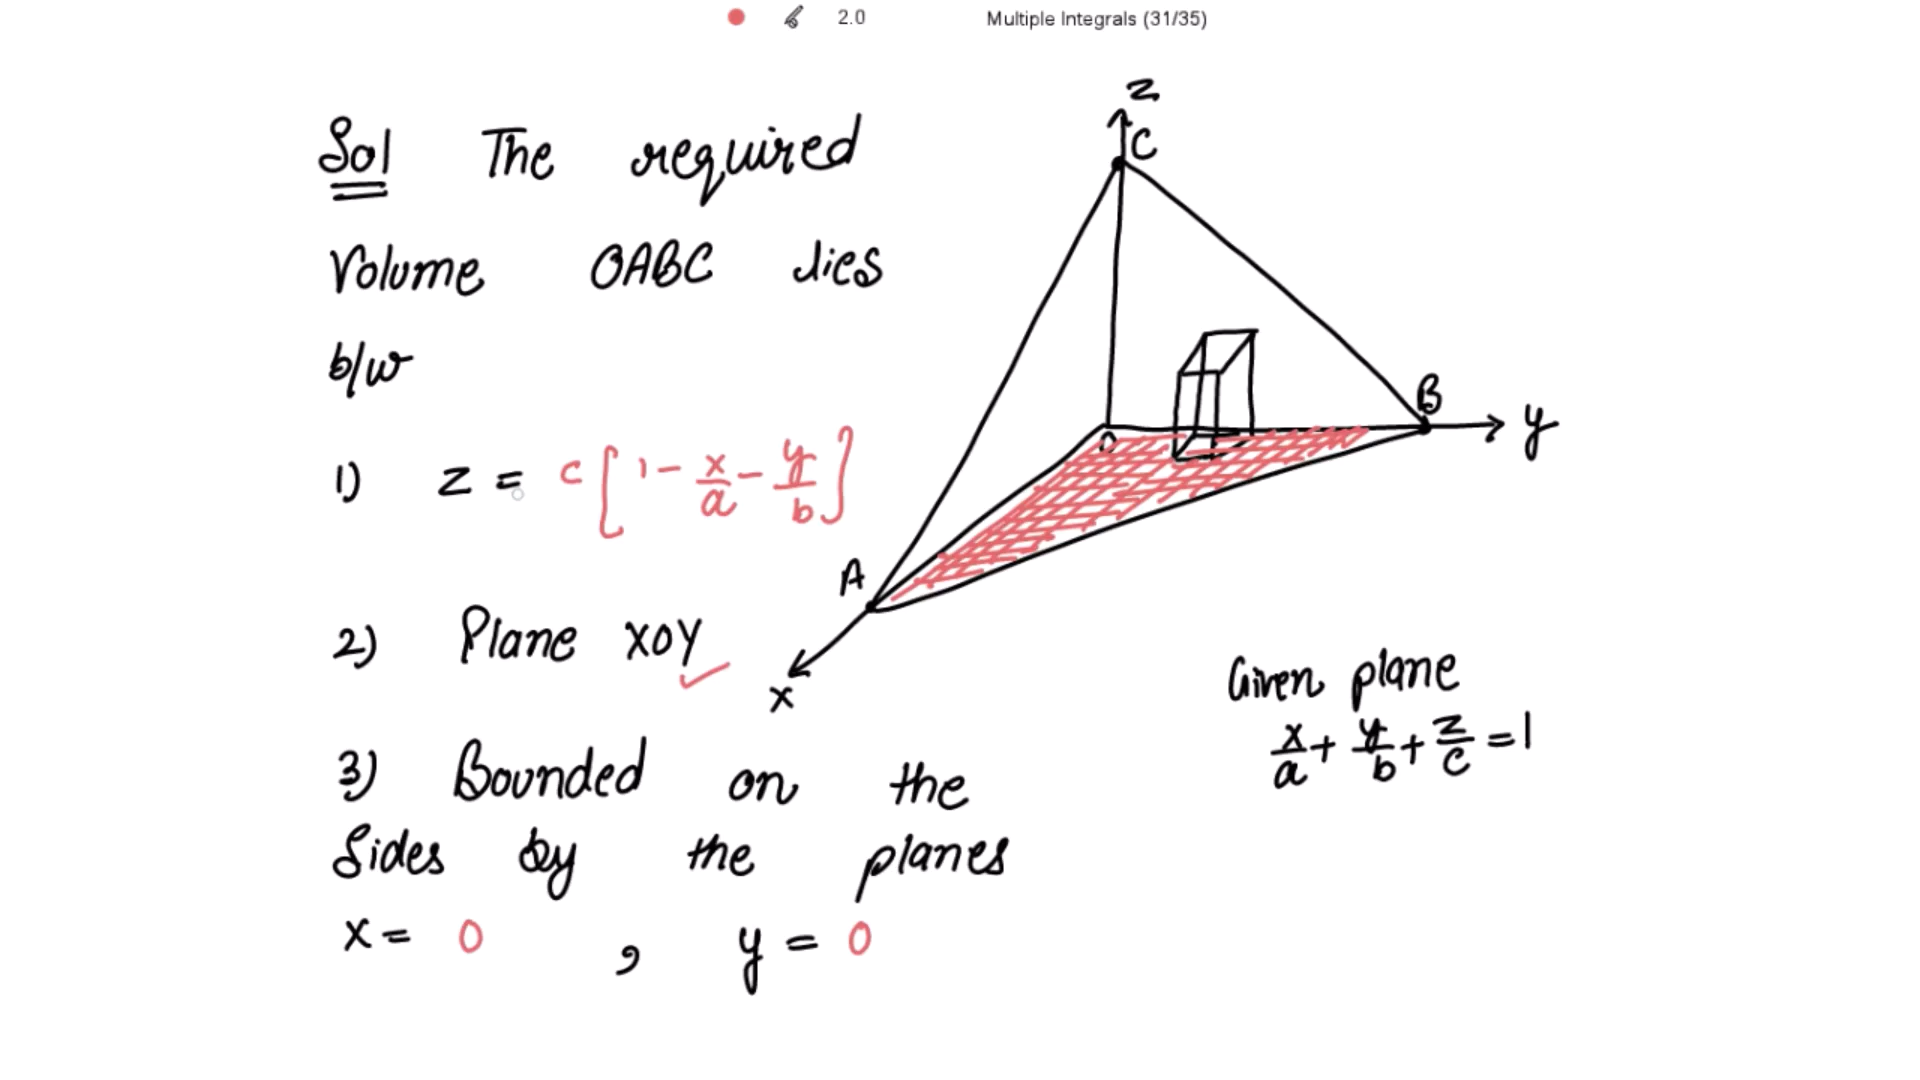 2.0 Multiple Integrals (31/35)
Sol The required
Volume OABC lies
b/w
1) z = c[1 - x/a - y/b]
2) Plane XOY
3) Bounded on the
Sides by the planes
x = 0 , y = 0
z
C
B
y
O
A
x
Given plane
x/a + y/b + z/c = 1